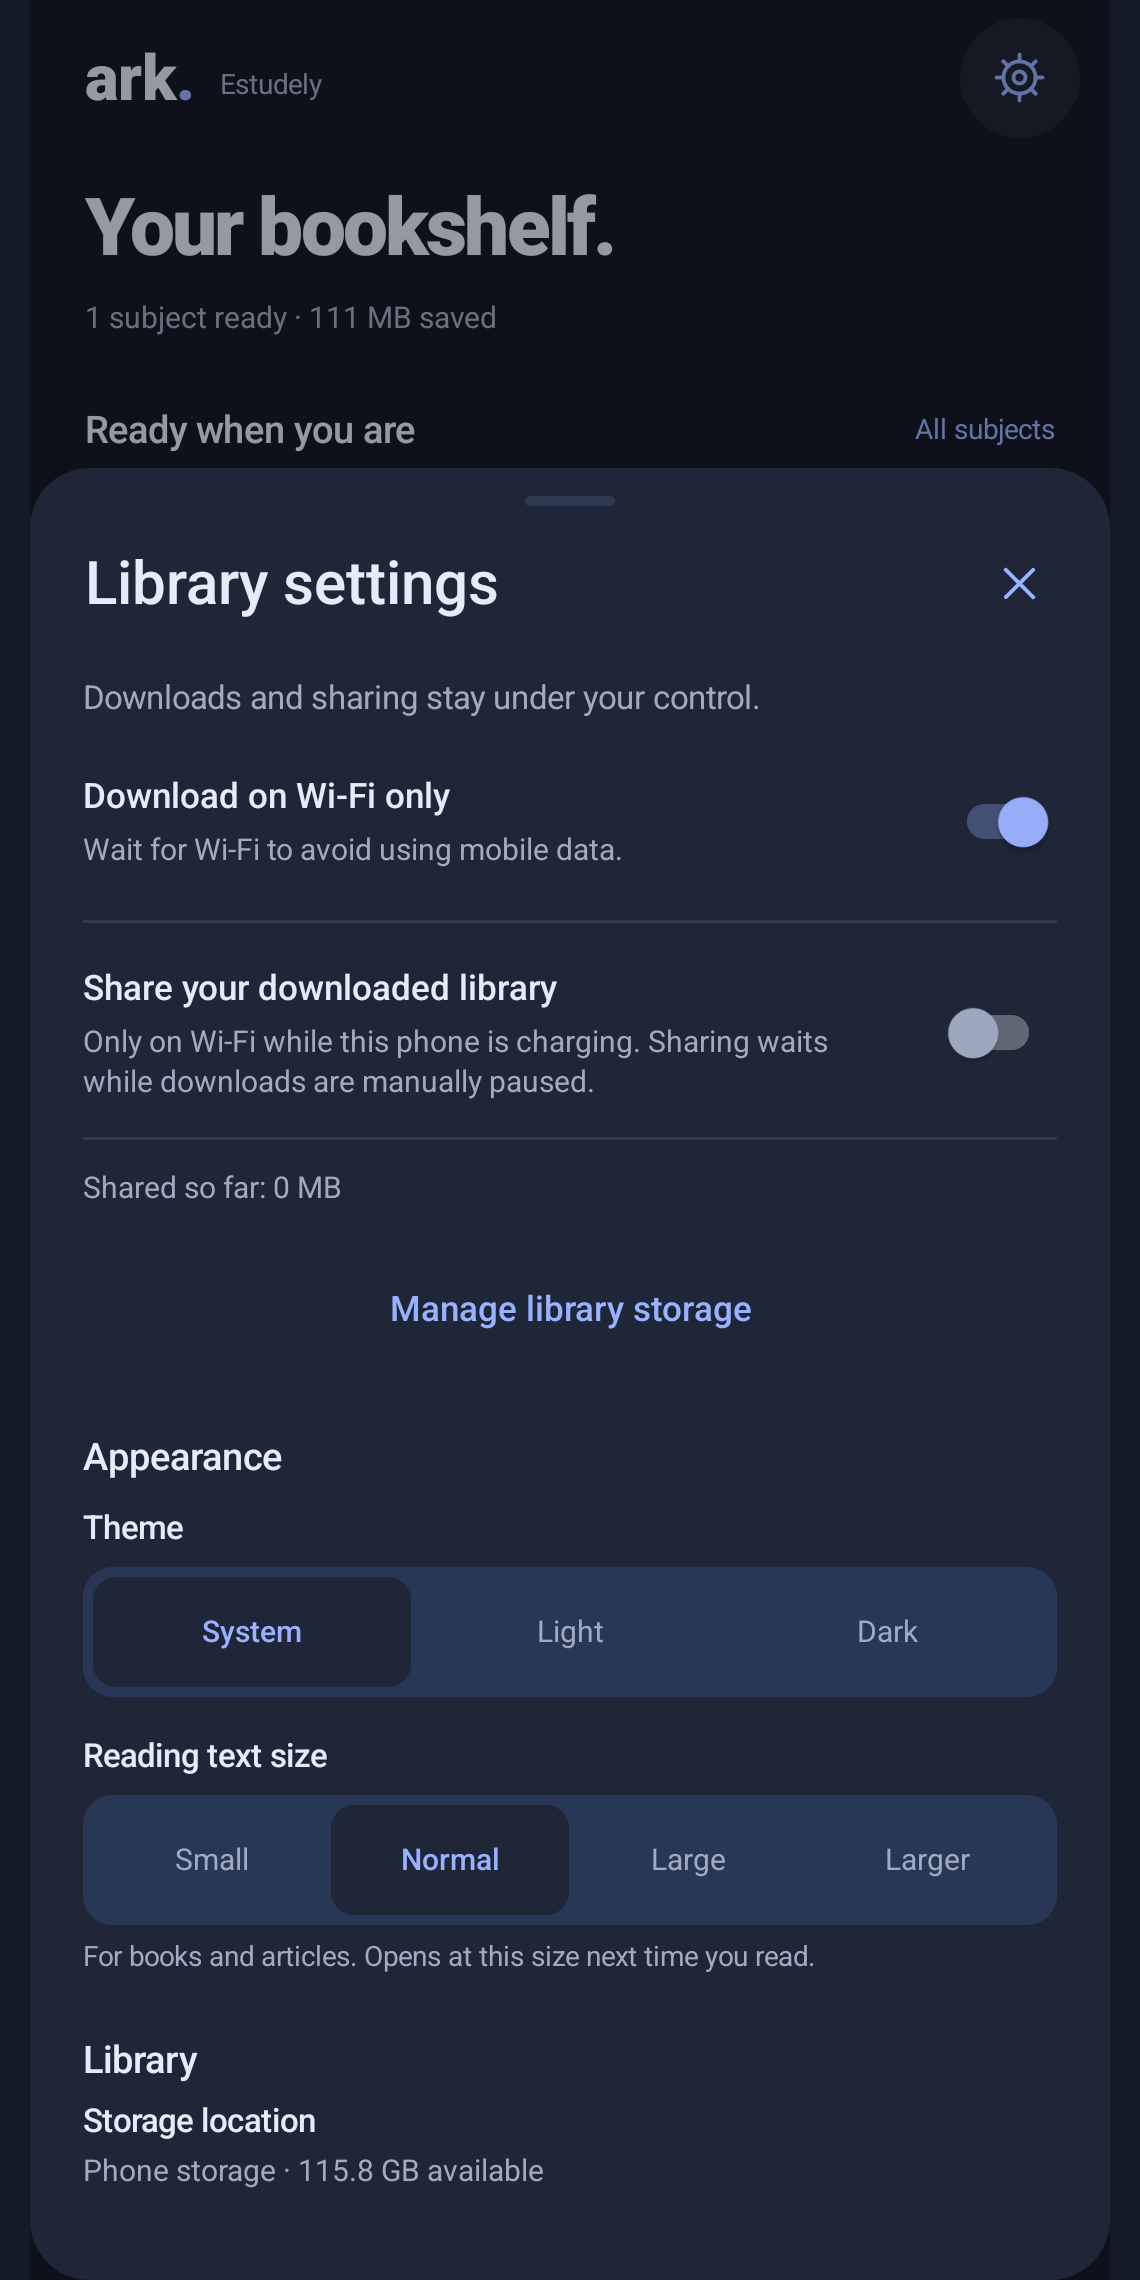 ark. Estudely
Your bookshelf.
1 subject ready · 111 MB saved
Ready when you are
All subjects
Library settings
Downloads and sharing stay under your control.
Download on Wi-Fi only
Wait for Wi-Fi to avoid using mobile data.
Share your downloaded library
Only on Wi-Fi while this phone is charging. Sharing waits
while downloads are manually paused.
Shared so far: 0 MB
Manage library storage
Appearance
Theme
System Light Dark
Reading text size
Small Normal Large Larger
For books and articles. Opens at this size next time you read.
Library
Storage location
Phone storage · 115.8 GB available